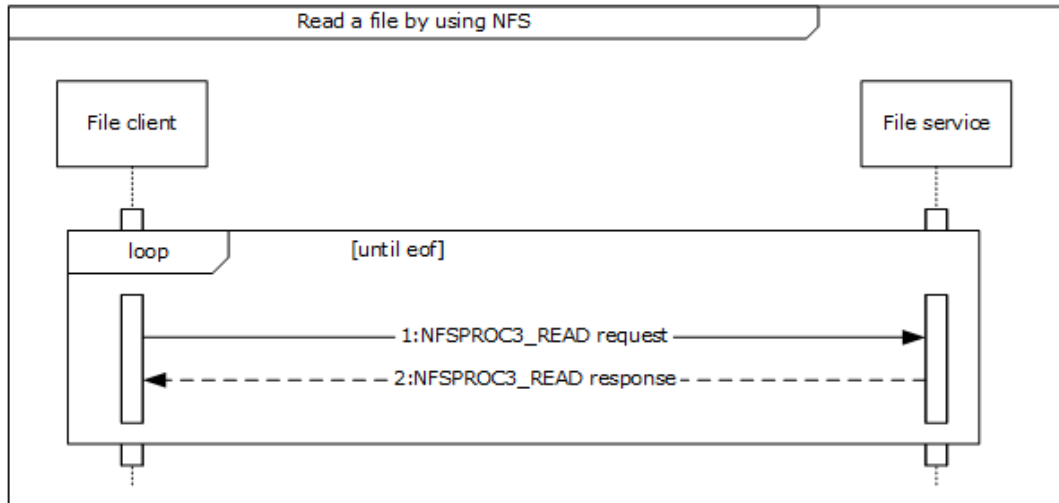 Read a file by using NFS
File client
File service
loop
[until eof]
1:NFSPROC3_READ request
2:NFSPROC3_READ response